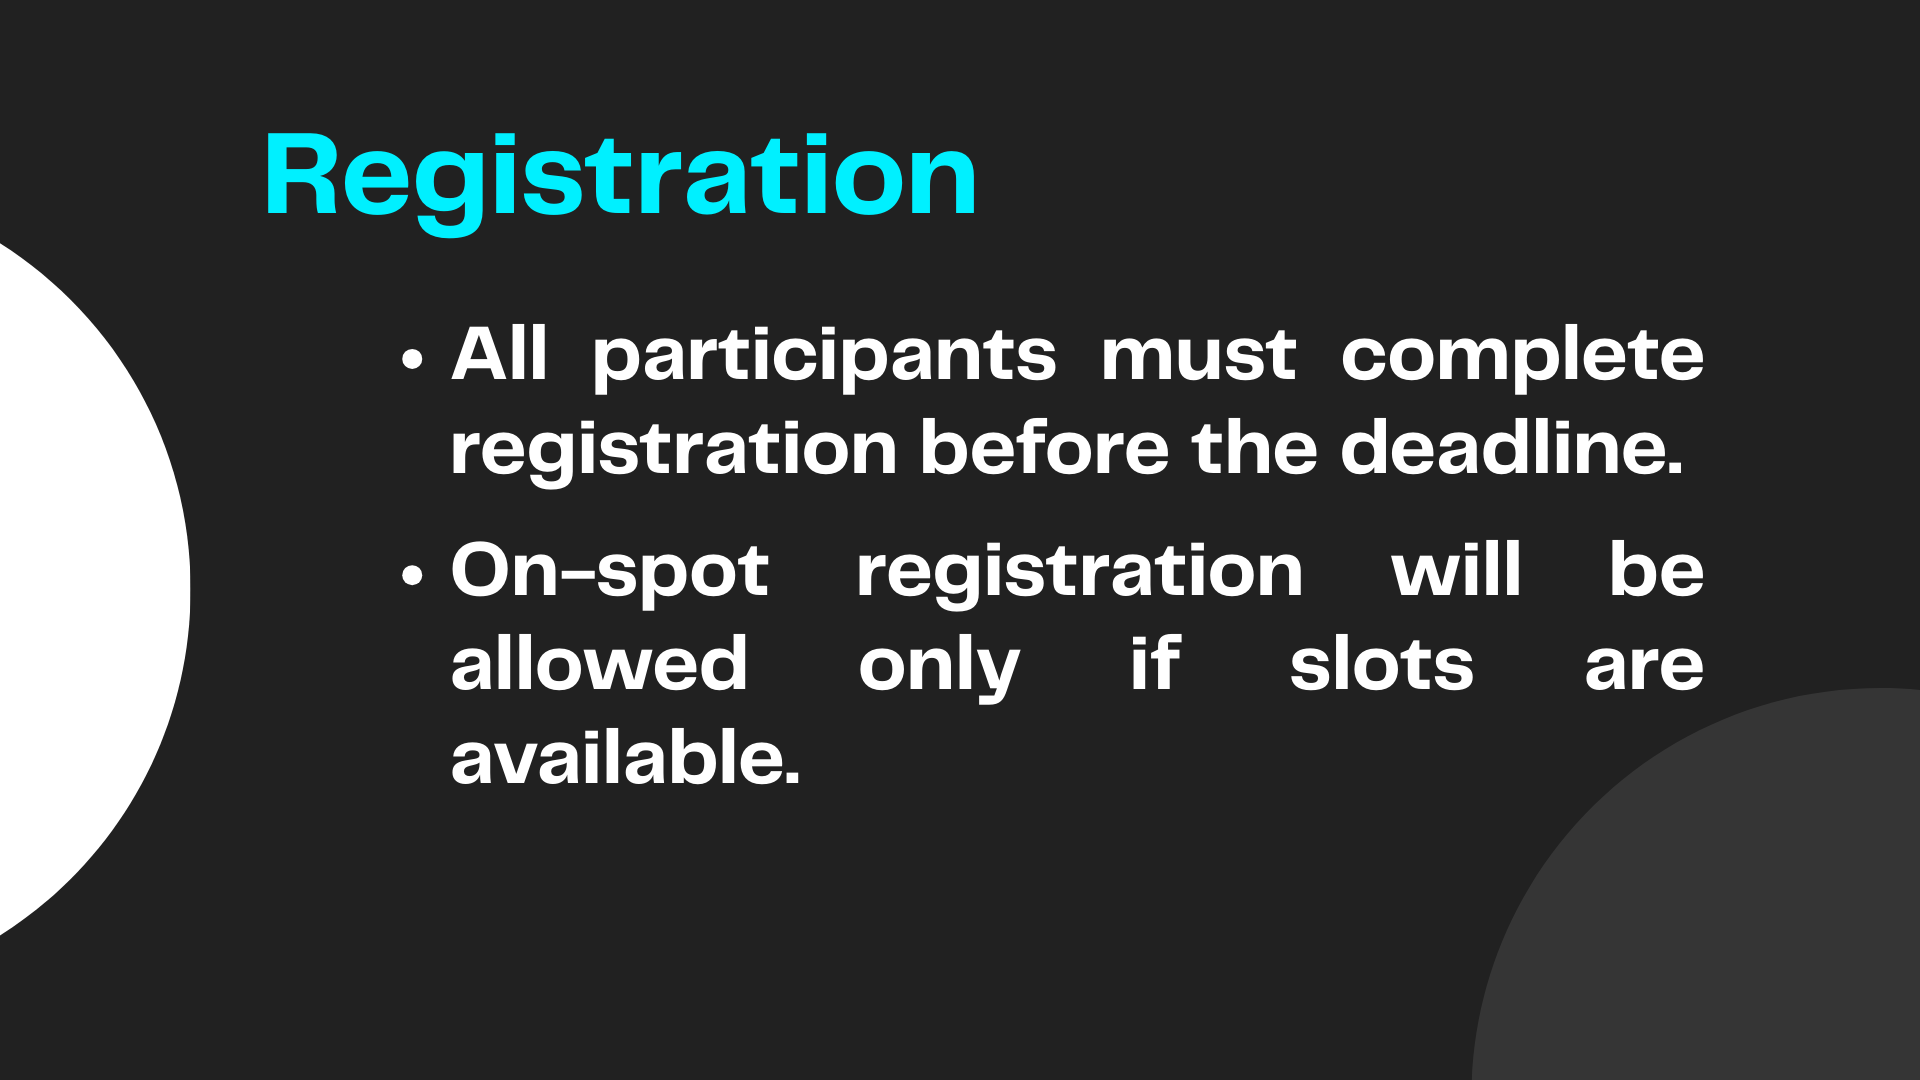 Registration
• All participants must complete
registration before the deadline.
• On-spot registration will be
allowed only if slots are
available.